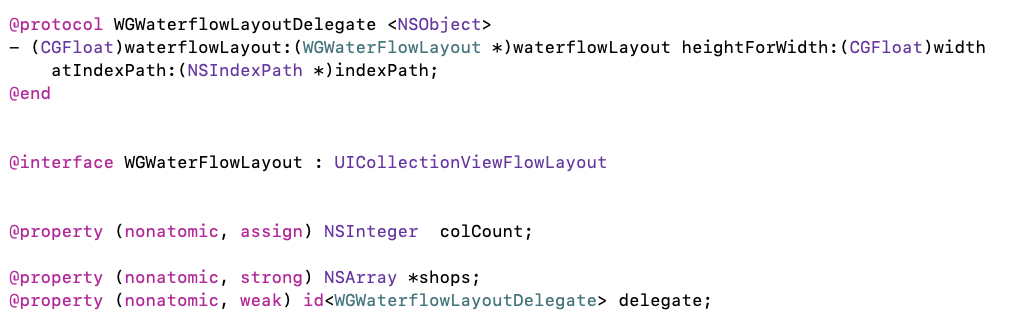 @protocol WGWaterflowLayoutDelegate <NSObject>
- (CGFloat)waterflowLayout:(WGWaterFlowLayout *)waterflowLayout heightForWidth:(CGFloat)width
atIndexPath:(NSIndexPath *)indexPath;
@end
@interface WGWaterFlowLayout : UICollectionViewFlowLayout
@property (nonatomic, assign) NSInteger  colCount;
@property (nonatomic, strong) NSArray *shops;
@property (nonatomic, weak) id<WGWaterflowLayoutDelegate> delegate;